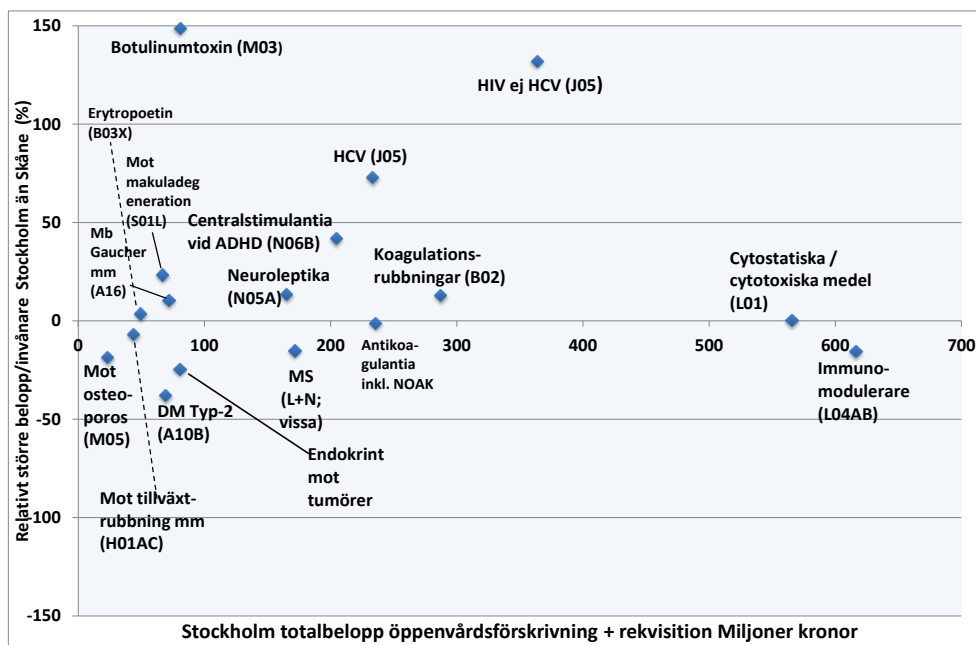 Relativt större belopp/invånare Stockholm än Skåne (%)
150
100
50
0
-50
-100
-150
0
100
200
300
400
500
600
700
Botulinumtoxin (M03)
HIV ej HCV (J05)
Erytropoetin
(B03X)
Mot
makuladeg
eneration
(S01L)
HCV (J05)
Mb
Gaucher
mm
(A16)
Centralstimulantia
vid ADHD (N06B)
Neuroleptika
(N05A)
Koagulations-
rubbningar (B02)
Cytostatiska /
cytotoxiska medel
(L01)
Mot
osteo-
poros
(M05)
DM Typ-2
(A10B)
MS
(L+N;
vissa)
Antikoa-
gulantia
inkl. NOAK
Immuno-
modulerare
(L04AB)
Endokrint
mot
tumörer
Mot tillväxt-
rubbning mm
(H01AC)
Stockholm totalbelopp öppenvårdsförskrivning + rekvisition Miljoner kronor